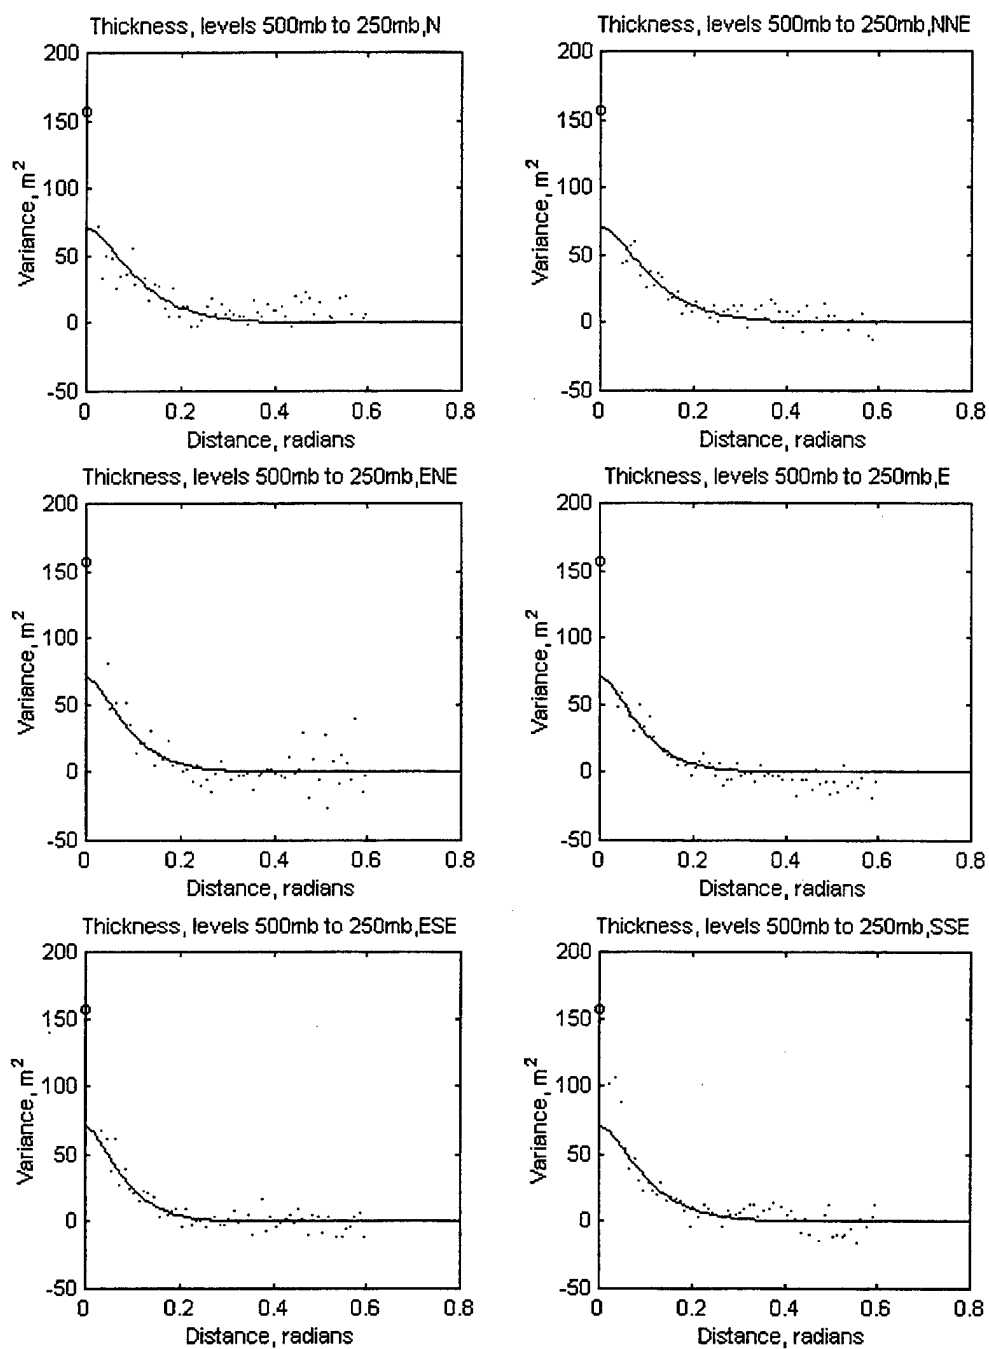 Thickness, levels 500mb to 250mb,N
200
150
100
50
0
-50
Variance, m²
0 0.2 0.4 0.6 0.8
Distance, radians
Thickness, levels 500mb to 250mb,NNE
200
150
100
50
0
-50
Variance, m²
0 0.2 0.4 0.6 0.8
Distance, radians
Thickness, levels 500mb to 250mb,ENE
200
150
100
50
0
-50
Variance, m²
0 0.2 0.4 0.6 0.8
Distance, radians
Thickness, levels 500mb to 250mb,E
200
150
100
50
0
-50
Variance, m²
0 0.2 0.4 0.6 0.8
Distance, radians
Thickness, levels 500mb to 250mb,ESE
200
150
100
50
0
-50
Variance, m²
0 0.2 0.4 0.6 0.8
Distance, radians
Thickness, levels 500mb to 250mb,SSE
200
150
100
50
0
-50
Variance, m²
0 0.2 0.4 0.6 0.8
Distance, radians